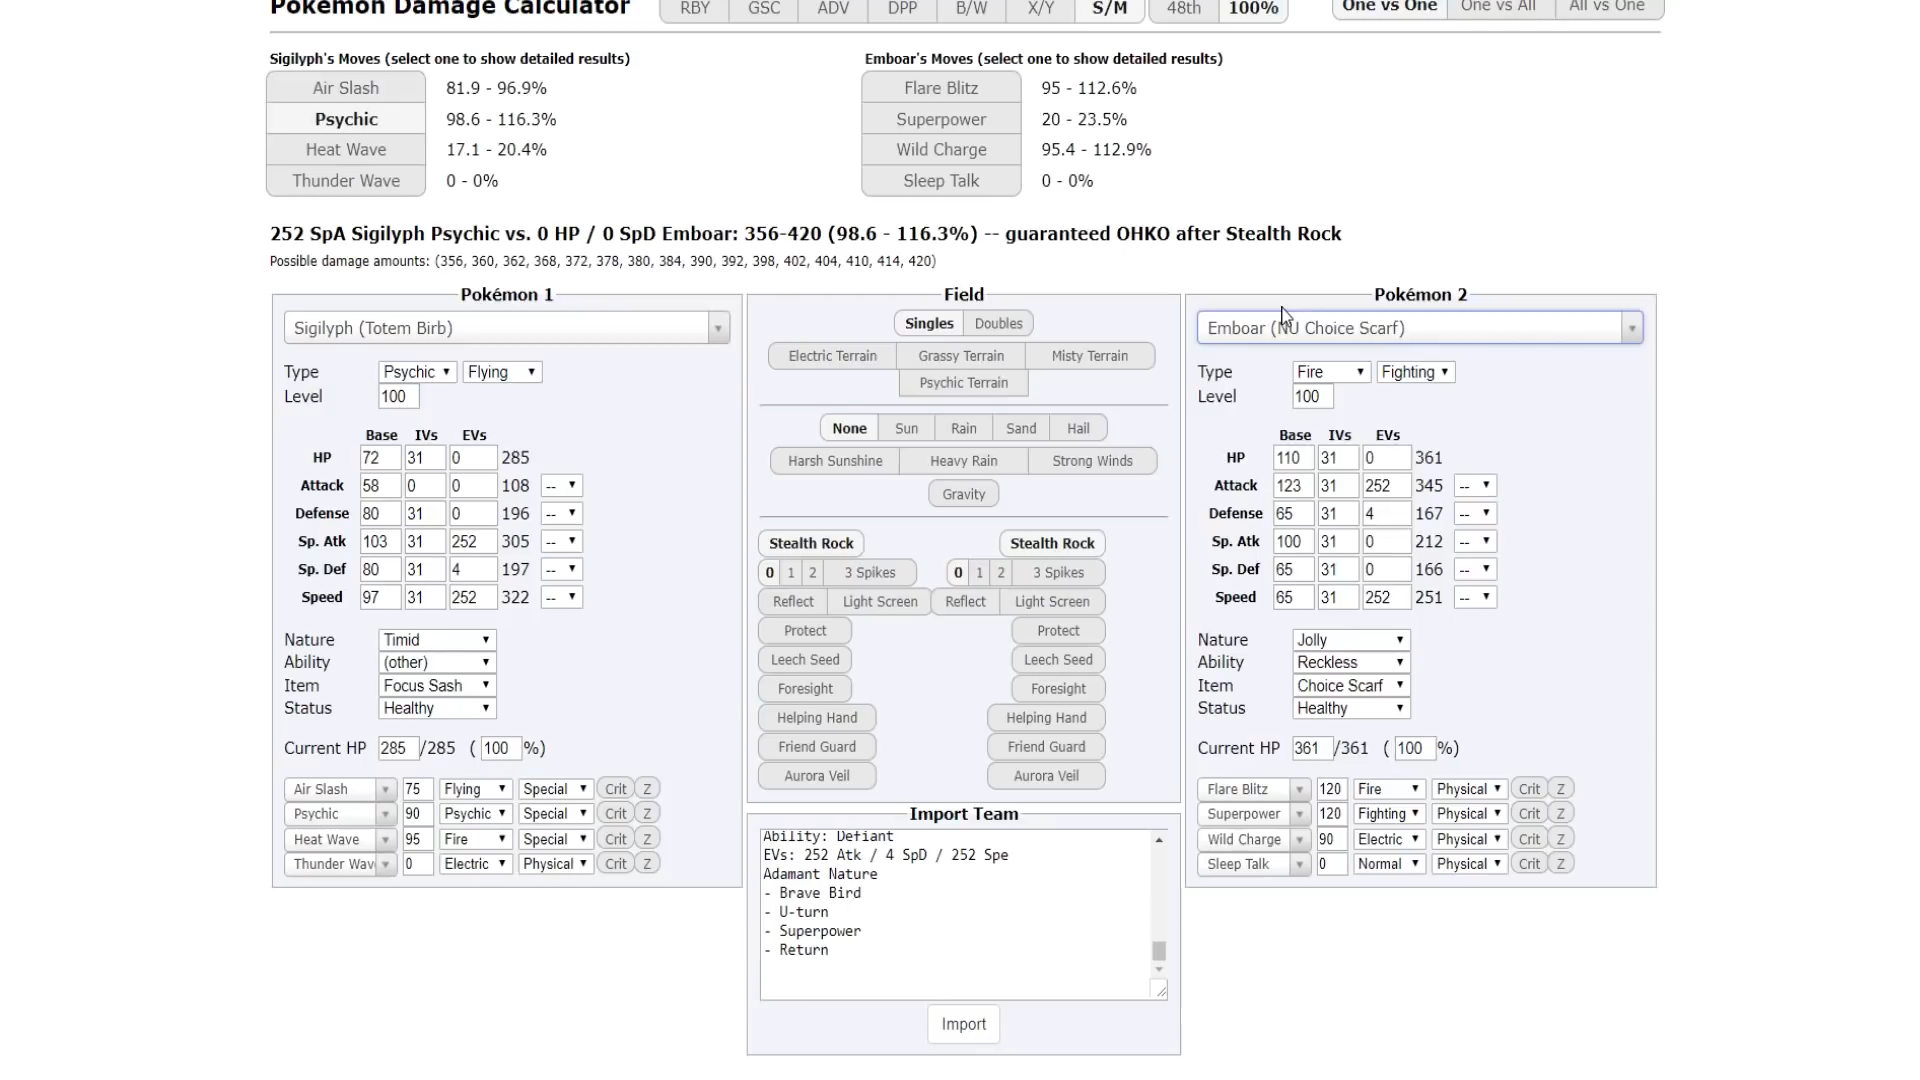 Pokémon Damage Calculator RBY GSC ADV DPP B/W X/Y S/M 48th 100% One vs One One vs All All vs One
Sigilyph's Moves (select one to show detailed results)
Air Slash 81.9 - 96.9%
Psychic 98.6 - 116.3%
Heat Wave 17.1 - 20.4%
Thunder Wave 0 - 0%
Emboar's Moves (select one to show detailed results)
Flare Blitz 95 - 112.6%
Superpower 20 - 23.5%
Wild Charge 95.4 - 112.9%
Sleep Talk 0 - 0%
252 SpA Sigilyph Psychic vs. 0 HP / 0 SpD Emboar: 356-420 (98.6 - 116.3%) -- guaranteed OHKO after Stealth Rock
Possible damage amounts: (356, 360, 362, 368, 372, 378, 380, 384, 390, 392, 398, 402, 404, 410, 414, 420)
Pokémon 1
Sigilyph (Totem Birb)
Type Psychic Flying
Level 100
Base IVs EVs
HP 72 31 0 285
Attack 58 0 0 108 --
Defense 80 31 0 196 --
Sp. Atk 103 31 252 305 --
Sp. Def 80 31 4 197 --
Speed 97 31 252 322 --
Nature Timid
Ability (other)
Item Focus Sash
Status Healthy
Current HP 285 /285 ( 100 %)
Air Slash 75 Flying Special Crit Z
Psychic 90 Psychic Special Crit Z
Heat Wave 95 Fire Special Crit Z
Thunder Wav 0 Electric Physical Crit Z
Field
Singles Doubles
Electric Terrain Grassy Terrain Misty Terrain
Psychic Terrain
None Sun Rain Sand Hail
Harsh Sunshine Heavy Rain Strong Winds
Gravity
Stealth Rock Stealth Rock
0 1 2 3 Spikes 0 1 2 3 Spikes
Reflect Light Screen Reflect Light Screen
Protect Protect
Leech Seed Leech Seed
Foresight Foresight
Helping Hand Helping Hand
Friend Guard Friend Guard
Aurora Veil Aurora Veil
Import Team
Ability: Defiant
EVs: 252 Atk / 4 SpD / 252 Spe
Adamant Nature
- Brave Bird
- U-turn
- Superpower
- Return
Import
Pokémon 2
Emboar (NU Choice Scarf)
Type Fire Fighting
Level 100
Base IVs EVs
HP 110 31 0 361
Attack 123 31 252 345 --
Defense 65 31 4 167 --
Sp. Atk 100 31 0 212 --
Sp. Def 65 31 0 166 --
Speed 65 31 252 251 --
Nature Jolly
Ability Reckless
Item Choice Scarf
Status Healthy
Current HP 361 /361 ( 100 %)
Flare Blitz 120 Fire Physical Crit Z
Superpower 120 Fighting Physical Crit Z
Wild Charge 90 Electric Physical Crit Z
Sleep Talk 0 Normal Physical Crit Z